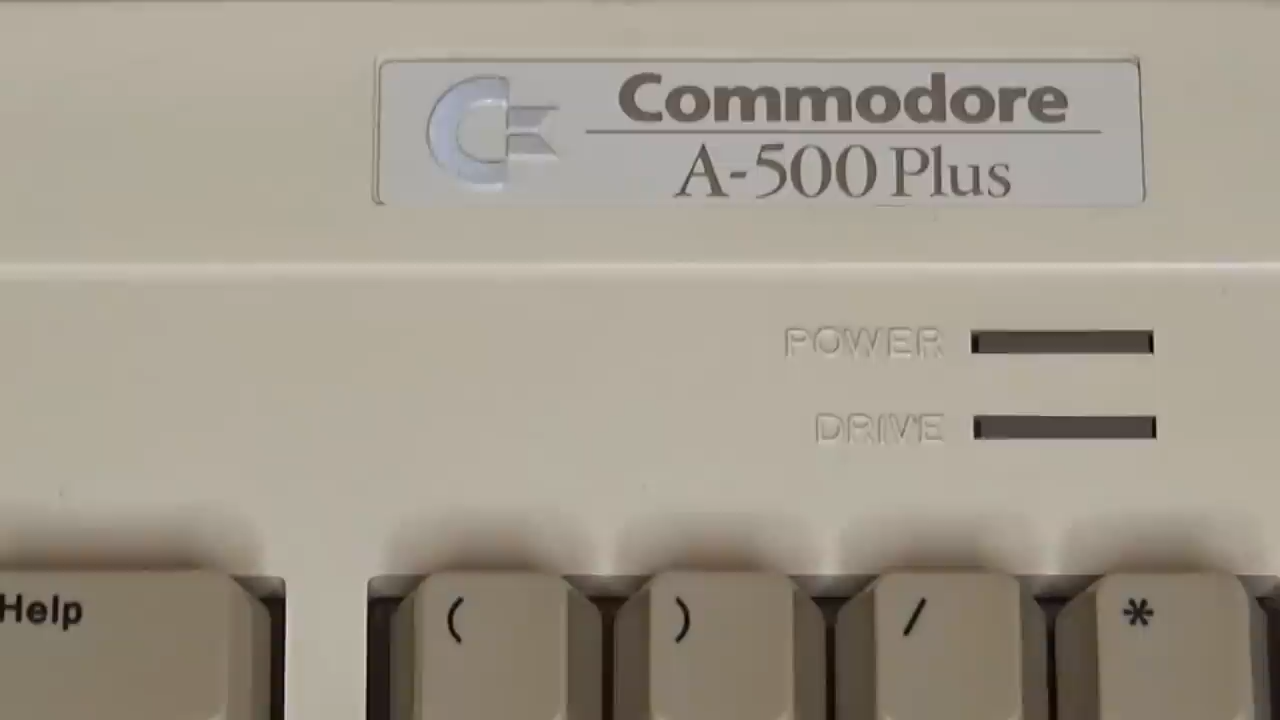 Commodore
A-500 Plus
POWER
DRIVE
Help ( ) / *